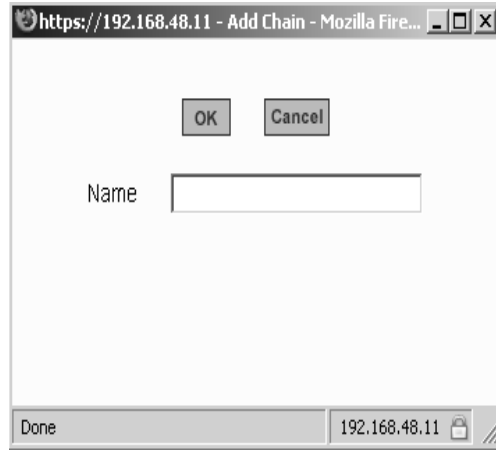 https://192.168.48.11 - Add Chain - Mozilla Fire...
OK Cancel
Name
Done 192.168.48.11